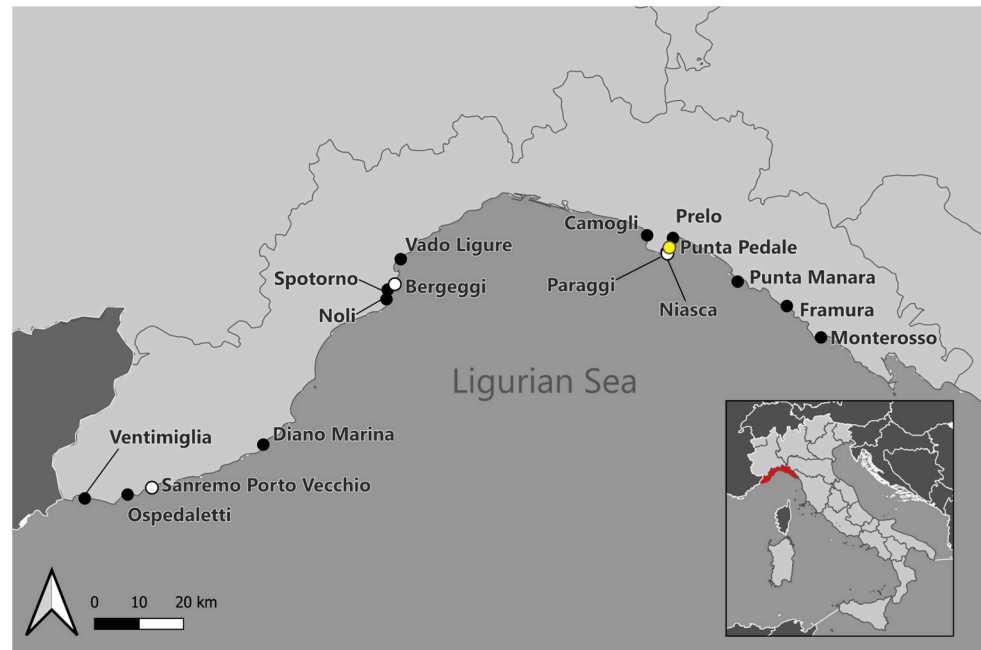 Camogli
Prelo
Punta Pedale
Vado Ligure
Spotorno
Bergeggi
Noli
Paraggi
Niasca
Punta Manara
Framura
Monterosso
Ligurian Sea
Ventimiglia
Diano Marina
Sanremo Porto Vecchio
Ospedaletti
0 10 20 km